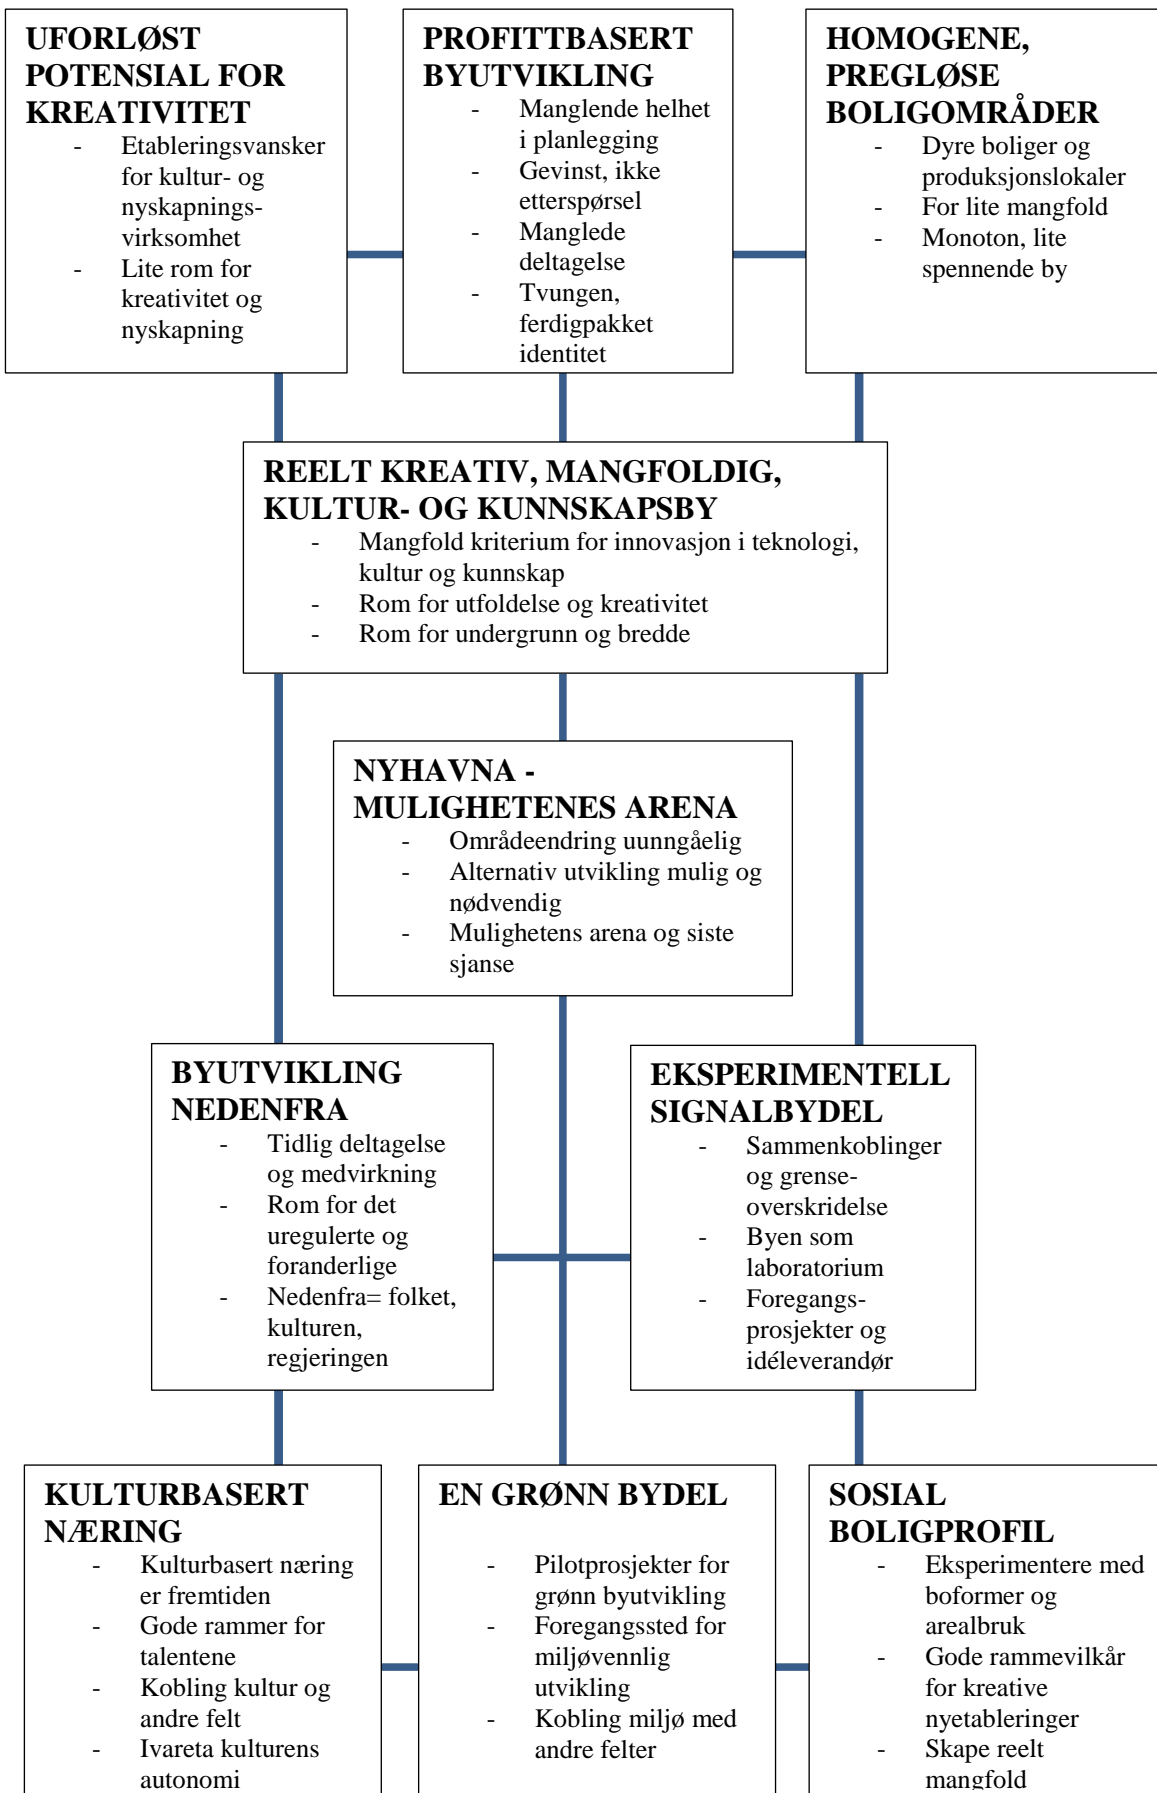 UFORLØST
POTENSIAL FOR
KREATIVITET
- Etableringsvansker
for kultur- og
nyskapnings-
virksomhet
- Lite rom for
kreativitet og
nyskapning
PROFITTBASERT
BYUTVIKLING
- Manglende helhet
i planlegging
- Gevinst, ikke
etterspørsel
- Manglede
deltagelse
- Tvungen,
ferdigpakket
identitet
HOMOGENE,
PREGLØSE
BOLIGOMRÅDER
- Dyre boliger og
produksjonslokaler
- For lite mangfold
- Monoton, lite
spennende by
REELT KREATIV, MANGFOLDIG,
KULTUR- OG KUNNSKAPSBY
- Mangfold kriterium for innovasjon i teknologi,
kultur og kunnskap
- Rom for utfoldelse og kreativitet
- Rom for undergrunn og bredde
NYHAVNA -
MULIGHETENES ARENA
- Områdeendring uunngåelig
- Alternativ utvikling mulig og
nødvendig
- Mulighetens arena og siste
sjanse
BYUTVIKLING
NEDENFRA
- Tidlig deltagelse
og medvirkning
- Rom for det
uregulerte og
foranderlige
- Nedenfra= folket,
kulturen,
regjeringen
EKSPERIMENTELL
SIGNALBYDEL
- Sammenkoblinger
og grense-
overskridelse
- Byen som
laboratorium
- Foregangs-
prosjekter og
idéleverandør
KULTURBASERT
NÆRING
- Kulturbasert næring
er fremtiden
- Gode rammer for
talentene
- Kobling kultur og
andre felt
- Ivareta kulturens
autonomi
EN GRØNN BYDEL
- Pilotprosjekter for
grønn byutvikling
- Foregangssted for
miljøvennlig
utvikling
- Kobling miljø med
andre felter
SOSIAL
BOLIGPROFIL
- Eksperimentere med
boformer og
arealbruk
- Gode rammevilkår
for kreative
nyetableringer
- Skape reelt
mangfold